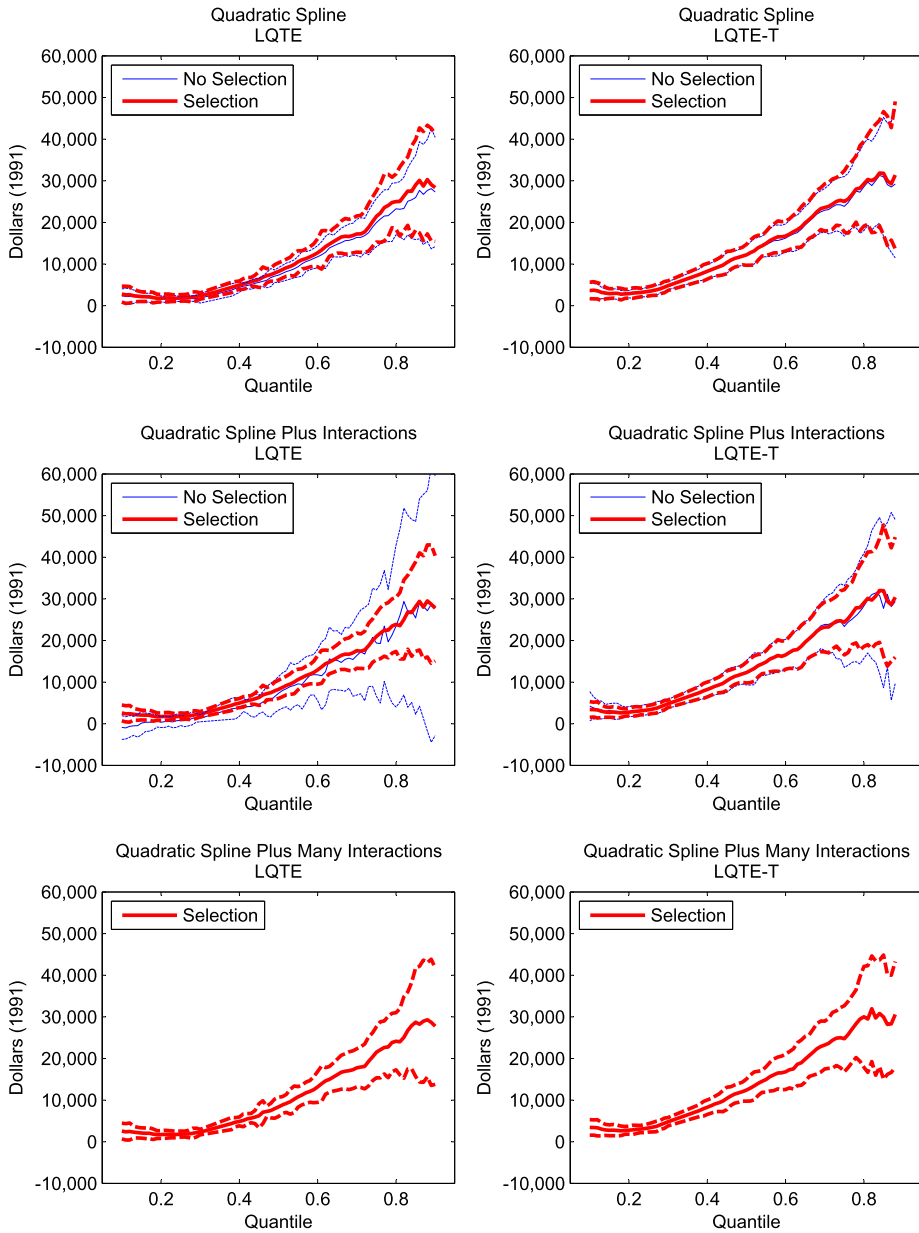 Quadratic Spline
LQTE
60,000
50,000
40,000
30,000
20,000
10,000
0
-10,000
Dollars (1991)
No Selection
Selection
0.2
0.4
0.6
0.8
Quantile
Quadratic Spline
LQTE-T
60,000
50,000
40,000
30,000
20,000
10,000
0
-10,000
Dollars (1991)
No Selection
Selection
0.2
0.4
0.6
0.8
Quantile
Quadratic Spline Plus Interactions
LQTE
60,000
50,000
40,000
30,000
20,000
10,000
0
-10,000
Dollars (1991)
No Selection
Selection
0.2
0.4
0.6
0.8
Quantile
Quadratic Spline Plus Interactions
LQTE-T
60,000
50,000
40,000
30,000
20,000
10,000
0
-10,000
Dollars (1991)
No Selection
Selection
0.2
0.4
0.6
0.8
Quantile
Quadratic Spline Plus Many Interactions
LQTE
60,000
50,000
40,000
30,000
20,000
10,000
0
-10,000
Dollars (1991)
Selection
0.2
0.4
0.6
0.8
Quantile
Quadratic Spline Plus Many Interactions
LQTE-T
60,000
50,000
40,000
30,000
20,000
10,000
0
-10,000
Dollars (1991)
Selection
0.2
0.4
0.6
0.8
Quantile